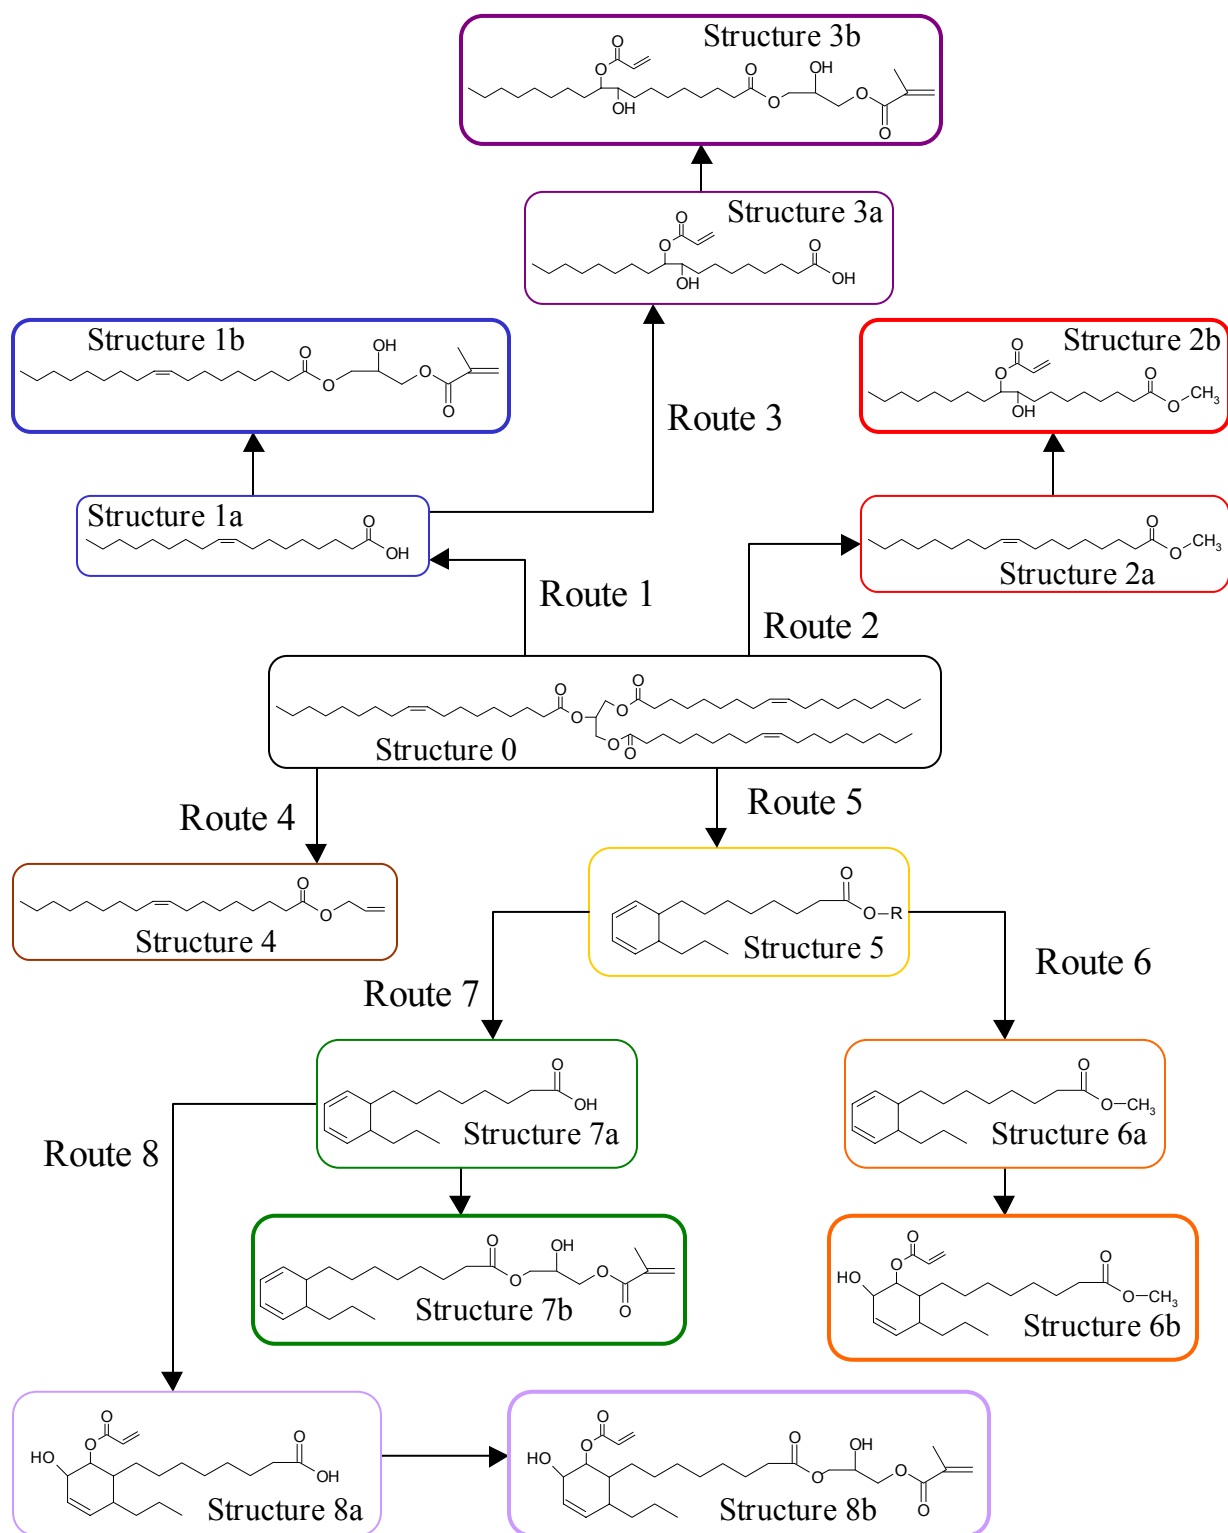 Structure 3b
O
O
OH
O
O
O
O
OH
Structure 3a
O
O
O
OH
OH
Structure 1b
O
OH
O
O
O
Structure 2b
O
O
O
O
CH3
OH
Route 3
Structure 1a
O
OH
O
O
CH3
Structure 2a
Route 1
Route 2
O
O
O
O
O
O
Structure 0
Route 4
Route 5
O
O
Structure 4
O
O R
Structure 5
Route 7
Route 6
O
OH
Structure 7a
O
O
CH3
Structure 6a
Route 8
O
OH
O
O
O
Structure 7b
O
O
HO
O
O
CH3
Structure 6b
O
O
HO
O
OH
Structure 8a
O
O
HO
O
OH
O
O
O
Structure 8b